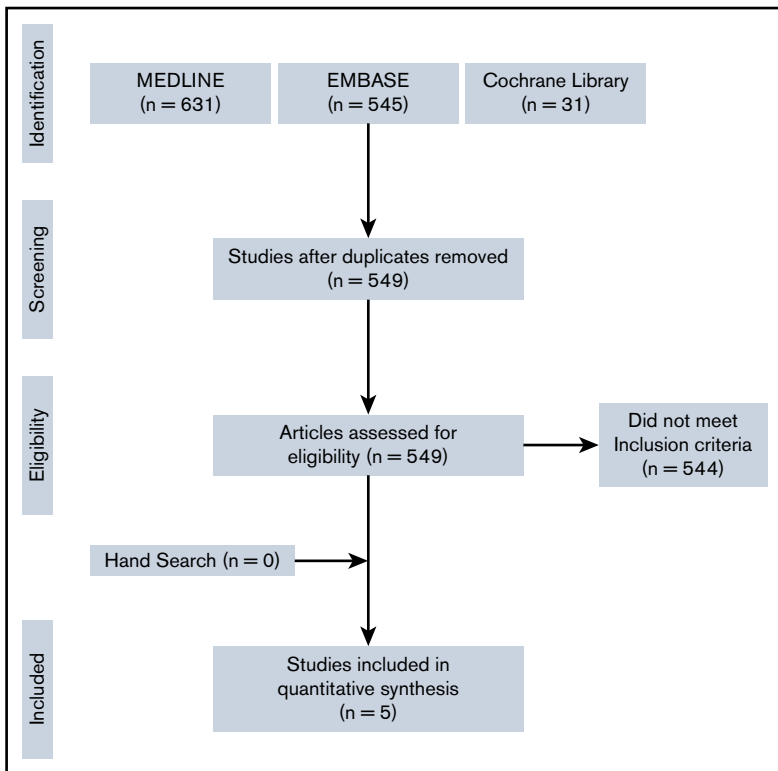 Identification
MEDLINE
(n = 631)
EMBASE
(n = 545)
Cochrane Library
(n = 31)
Screening
Studies after duplicates removed
(n = 549)
Eligibility
Articles assessed for
eligibility (n = 549)
Did not meet
Inclusion criteria
(n = 544)
Hand Search (n = 0)
Included
Studies included in
quantitative synthesis
(n = 5)